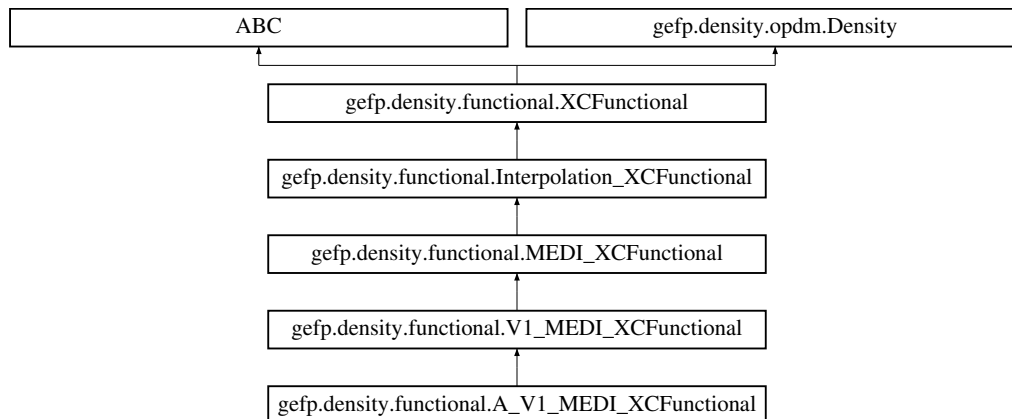 ABC
gefp.density.opdm.Density
gefp.density.functional.XCFunctional
gefp.density.functional.Interpolation_XCFunctional
gefp.density.functional.MEDI_XCFunctional
gefp.density.functional.V1_MEDI_XCFunctional
gefp.density.functional.A_V1_MEDI_XCFunctional